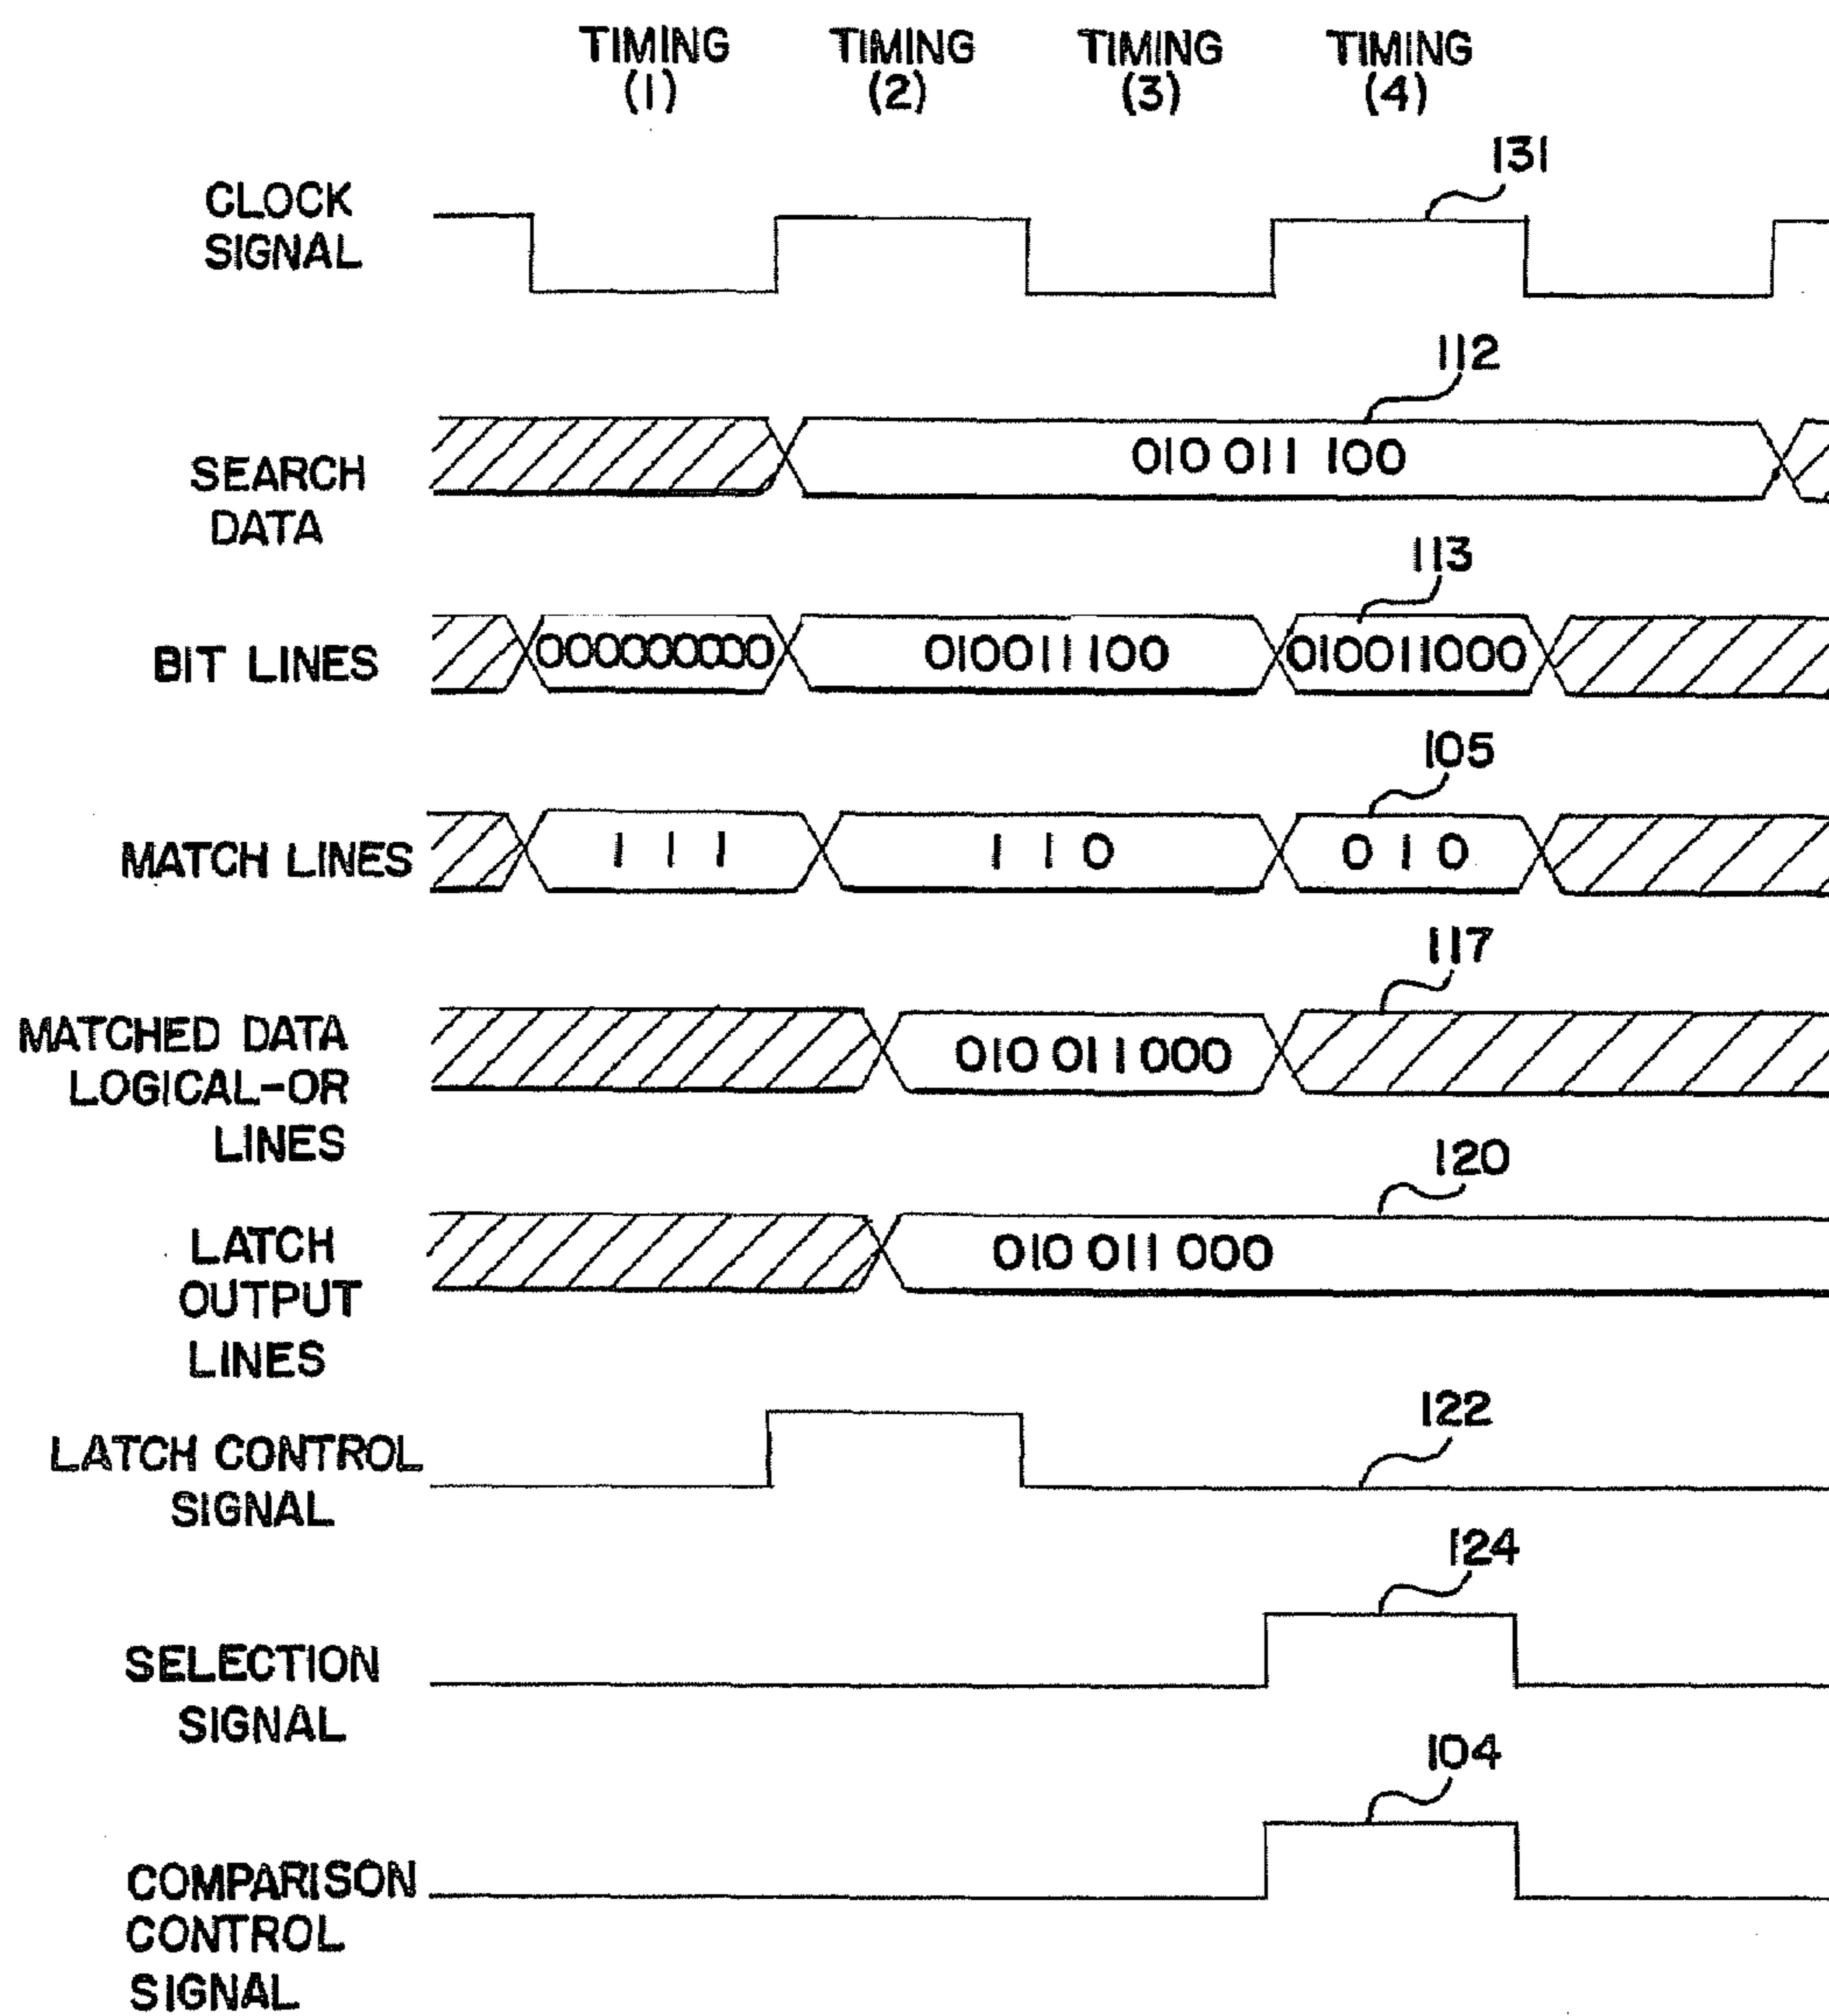 TIMING TIMING TIMING TIMING
(1) (2) (3) (4)
131
CLOCK
SIGNAL
112
SEARCH
DATA
010 011 100
113
BIT LINES 000000000 010011100 010011000
105
MATCH LINES 1 1 1 1 1 0 0 1 0
117
MATCHED DATA
LOGICAL-OR
LINES
010 011 000
120
LATCH
OUTPUT
LINES
010 011 000
122
LATCH CONTROL
SIGNAL
124
SELECTION
SIGNAL
104
COMPARISON
CONTROL
SIGNAL